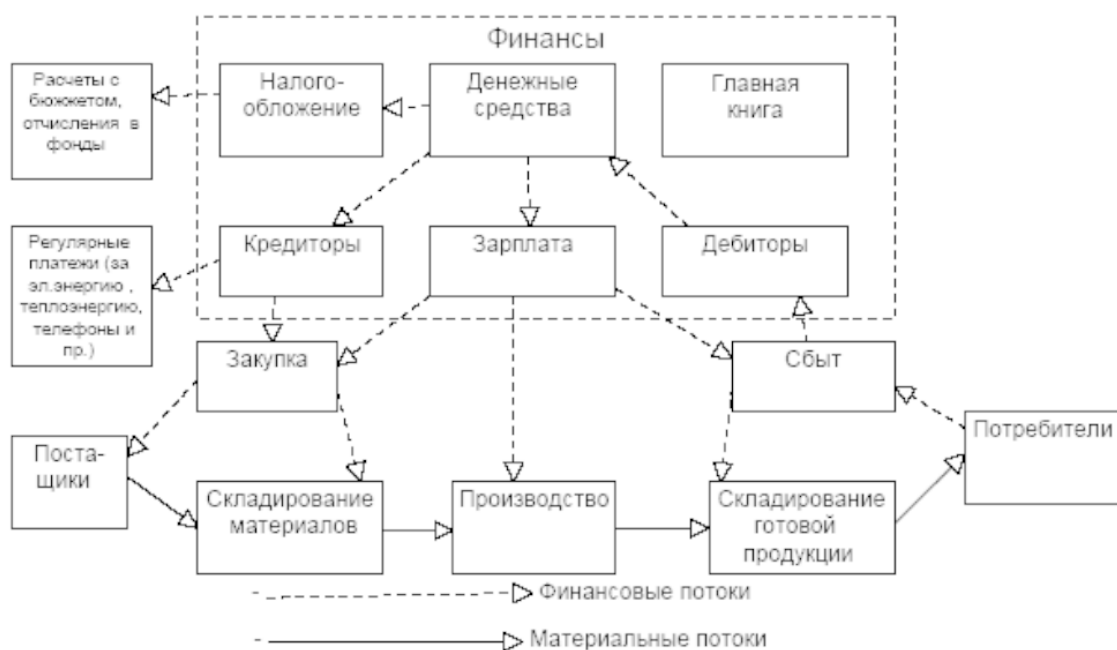 Финансы
Расчеты с
бюжжетом,
отчисления в
фонды
Налого-
обложение
Денежные
средства
Главная
книга
Регулярные
платежи (за
эл.энергию ,
теплоэнергию,
телефоны и
пр.)
Кредиторы
Зарплата
Дебиторы
Закупка
Сбыт
Поста-
щики
Потребители
Складирование
материалов
Производство
Складирование
готовой
продукции
Финансовые потоки
Материальные потоки